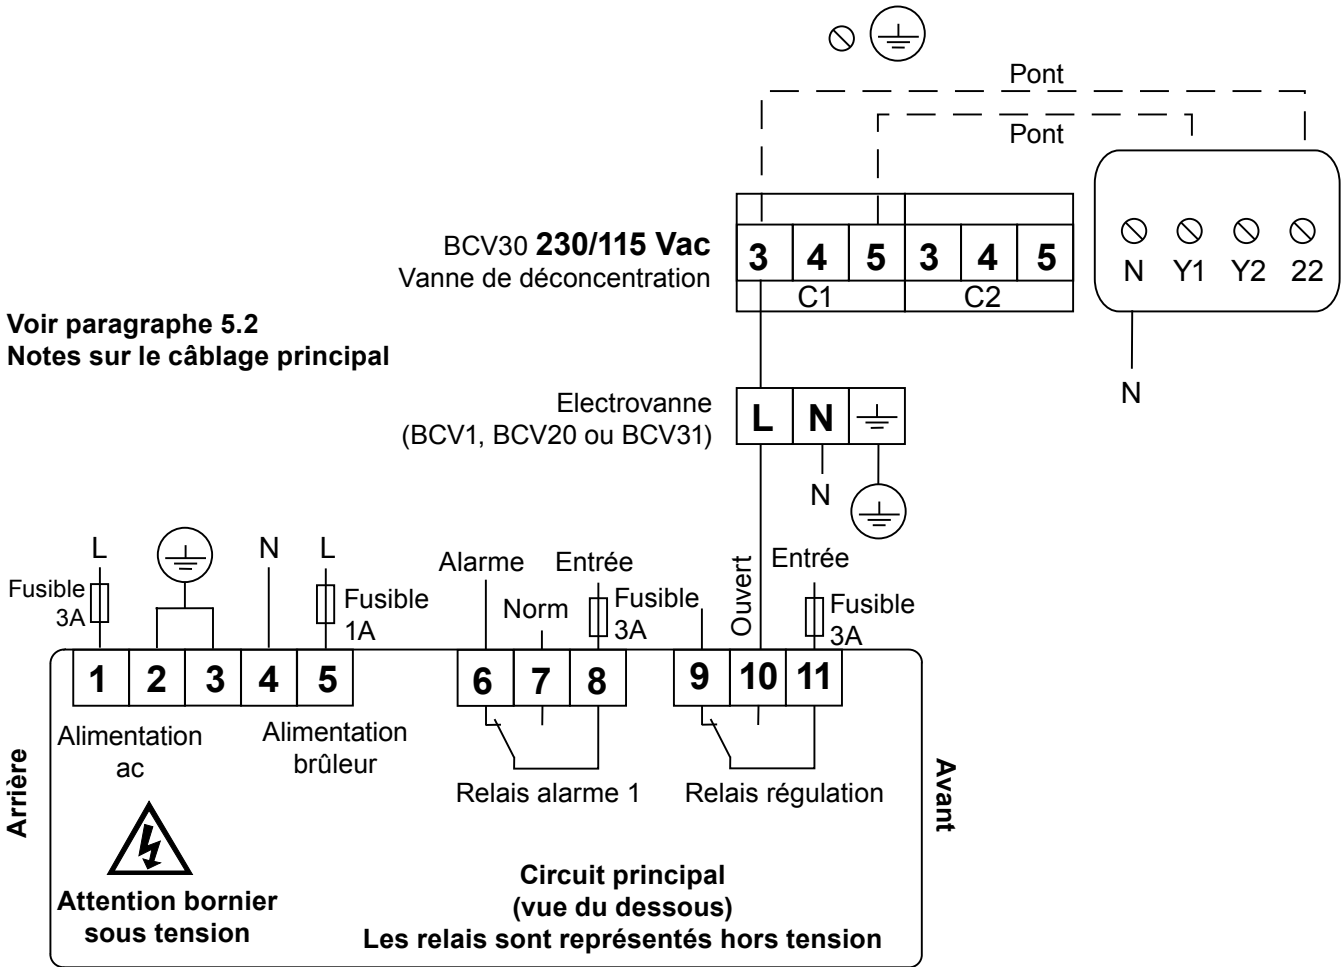 Pont
Pont
BCV30 230/115 Vac
Vanne de déconcentration
3 4 5 3 4 5
C1 C2
N Y1 Y2 22
N
Voir paragraphe 5.2
Notes sur le câblage principal
Electrovanne
(BCV1, BCV20 ou BCV31)
L N
N
L N L
Fusible
3A
Fusible
1A
Alarme
Norm
Entrée
Fusible
3A
Ouvert
Entrée
Fusible
3A
1 2 3 4 5
6 7 8
9 10 11
Alimentation
ac
Alimentation
brûleur
Relais alarme 1
Relais régulation
Arrière
Avant
Attention bornier
sous tension
Circuit principal
(vue du dessous)
Les relais sont représentés hors tension